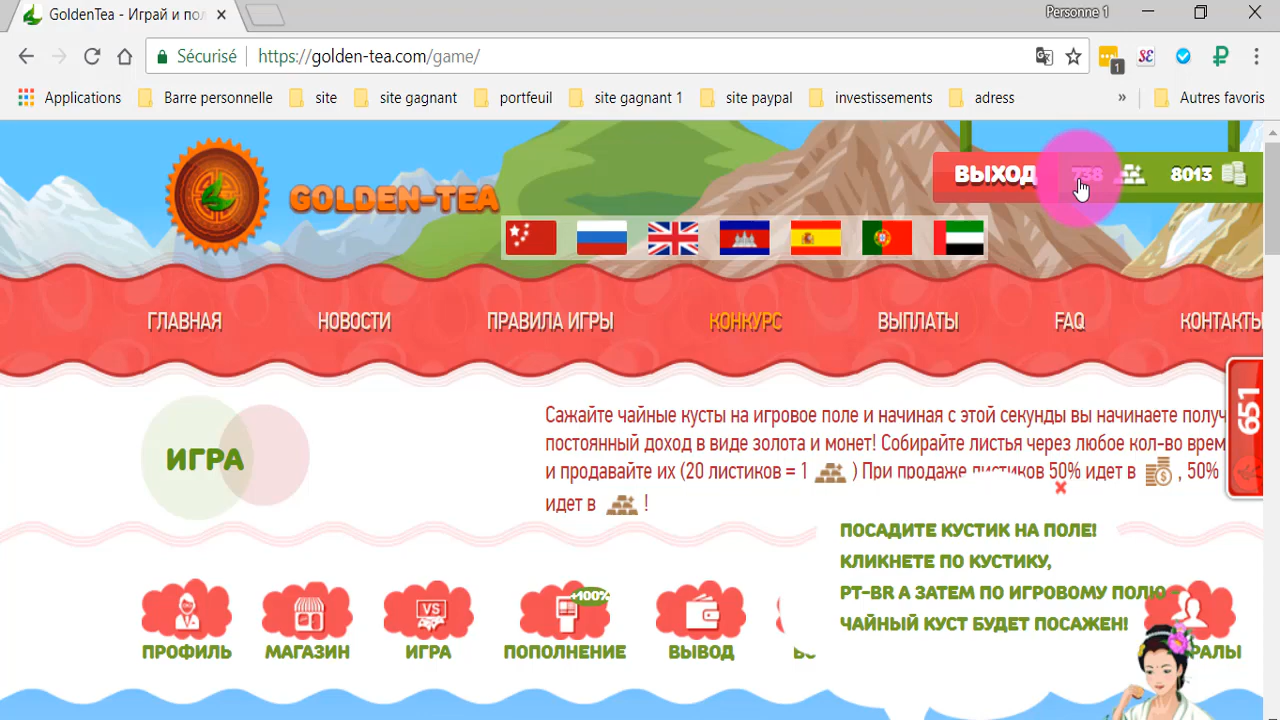 GoldenTea - Играй и пол
Personne 1
Sécurisé
https://golden-tea.com/game/
1
Applications
Barre personnelle
site
site gagnant
portfeuil
site gagnant 1
site paypal
investissements
adress
»
Autres favoris
ВЫХОД
738
8013
GOLDEN-TEA
ГЛАВНАЯ
НОВОСТИ
ПРАВИЛА ИГРЫ
КОНКУРС
ВЫПЛАТЫ
FAQ
КОНТАКТЫ
651
ИГРА
Сажайте чайные кусты на игровое поле и начиная с этой секунды вы начинаете получ
постоянный доход в виде золота и монет! Собирайте листья через любое кол-во врем
и продавайте их (20 листиков = 1 ) При продаже листиков 50% идет в , 50%
идет в !
ПОСАДИТЕ КУСТИК НА ПОЛЕ!
КЛИКНЕТЕ ПО КУСТИКУ,
PT-BR А ЗАТЕМ ПО ИГРОВОМУ ПОЛЮ -
ЧАЙНЫЙ КУСТ БУДЕТ ПОСАЖЕН!
+100%
VS
ПРОФИЛЬ
МАГАЗИН
ИГРА
ПОПОЛНЕНИЕ
ВЫВОД
РАЛЫ